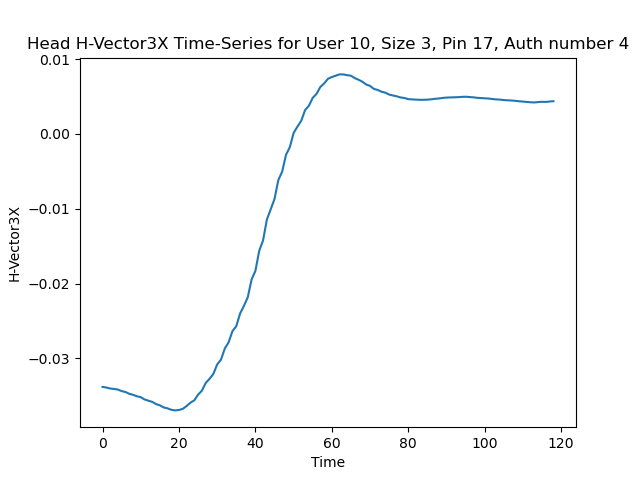 Head H-Vector3X Time-Series for User 10, Size 3, Pin 17, Auth number 4
0.01
0.00
−0.01
−0.02
−0.03
H-Vector3X
0 20 40 60 80 100 120
Time